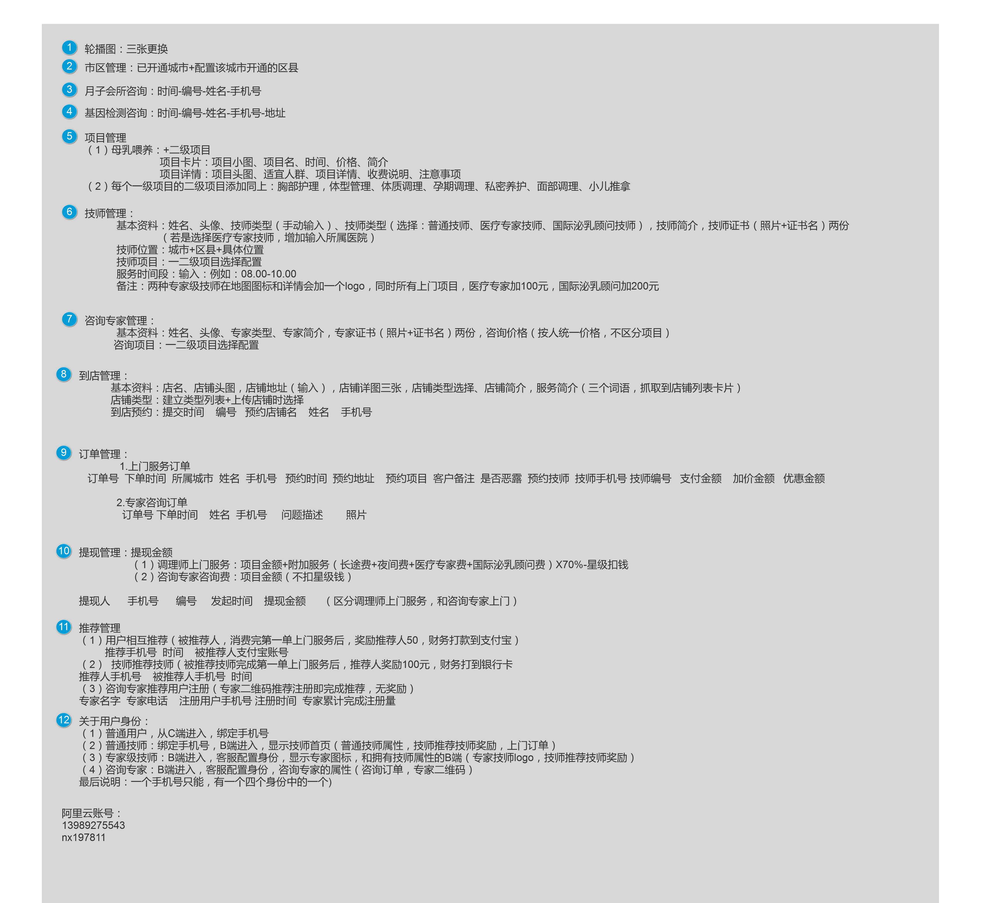 1 轮播图：三张更换
2 市区管理：已开通城市+配置该城市开通的区县
3 月子会所咨询：时间-编号-姓名-手机号
4 基因检测咨询：时间-编号-姓名-手机号-地址
5 项目管理
（1）母乳喂养：+二级项目
项目卡片：项目小图、项目名、时间、价格、简介
项目详情：项目头图、适宜人群、项目详情、收费说明、注意事项
（2）每个一级项目的二级项目添加同上：胸部护理，体型管理、体质调理、孕期调理、私密养护、面部调理、小儿推拿
6 技师管理：
基本资料：姓名、头像、技师类型（手动输入）、技师类型（选择：普通技师、医疗专家技师、国际泌乳顾问技师），技师简介，技师证书（照片+证书名）两份
（若是选择医疗专家技师，增加输入所属医院）
技师位置：城市+区县+具体位置
技师项目：一二级项目选择配置
服务时间段：输入：例如：08.00-10.00
备注：两种专家级技师在地图图标和详情会加一个logo，同时所有上门项目，医疗专家加100元，国际泌乳顾问加200元
7 咨询专家管理：
基本资料：姓名、头像、专家类型、专家简介，专家证书（照片+证书名）两份，咨询价格（按人统一价格，不区分项目）
咨询项目：一二级项目选择配置
8 到店管理：
基本资料：店名、店铺头图，店铺地址（输入），店铺详图三张，店铺类型选择、店铺简介，服务简介（三个词语，抓取到店铺列表卡片）
店铺类型：建立类型列表+上传店铺时选择
到店预约：提交时间 编号 预约店铺名 姓名 手机号
9 订单管理：
1.上门服务订单
订单号 下单时间 所属城市 姓名 手机号 预约时间 预约地址 预约项目 客户备注 是否恶露 预约技师 技师手机号 技师编号 支付金额 加价金额 优惠金额
2.专家咨询订单
订单号 下单时间 姓名 手机号 问题描述 照片
10 提现管理：提现金额
（1）调理师上门服务：项目金额+附加服务（长途费+夜间费+医疗专家费+国际泌乳顾问费）X70%-星级扣钱
（2）咨询专家咨询费：项目金额（不扣星级钱）
提现人 手机号 编号 发起时间 提现金额 （区分调理师上门服务，和咨询专家上门）
11 推荐管理
（1）用户相互推荐（被推荐人，消费完第一单上门服务后，奖励推荐人50，财务打款到支付宝）
推荐手机号 时间 被推荐人支付宝账号
（2） 技师推荐技师（被推荐技师完成第一单上门服务后，推荐人奖励100元，财务打到银行卡
推荐人手机号 被推荐人手机号 时间
（3）咨询专家推荐用户注册（专家二维码推荐注册即完成推荐，无奖励）
专家名字 专家电话 注册用户手机号 注册时间 专家累计完成注册量
12 关于用户身份：
（1）普通用户，从C端进入，绑定手机号
（2）普通技师：绑定手机号，B端进入，显示技师首页（普通技师属性，技师推荐技师奖励，上门订单）
（3）专家级技师：B端进入，客服配置身份，显示专家图标，和拥有技师属性的B端（专家技师logo，技师推荐技师奖励）
（4）咨询专家：B端进入，客服配置身份，咨询专家的属性（咨询订单，专家二维码）
最后说明：一个手机号只能，有一个四个身份中的一个)
阿里云账号：
13989275543
nx197811